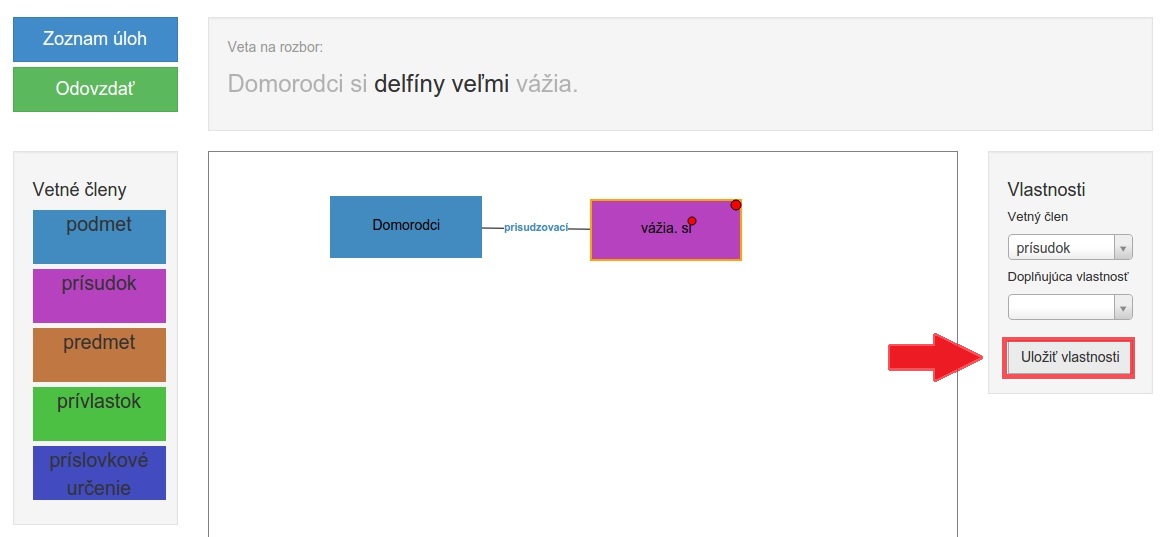 Zoznam úloh
Odovzdať
Veta na rozbor:
Domorodci si delfíny veľmi vážia.
Vetné členy
podmet
prísudok
predmet
prívlastok
príslovkové
určenie
Domorodci
prisudzovací
vážia. si
Vlastnosti
Vetný člen
prísudok
Doplňujúca vlastnosť
Uložiť vlastnosti